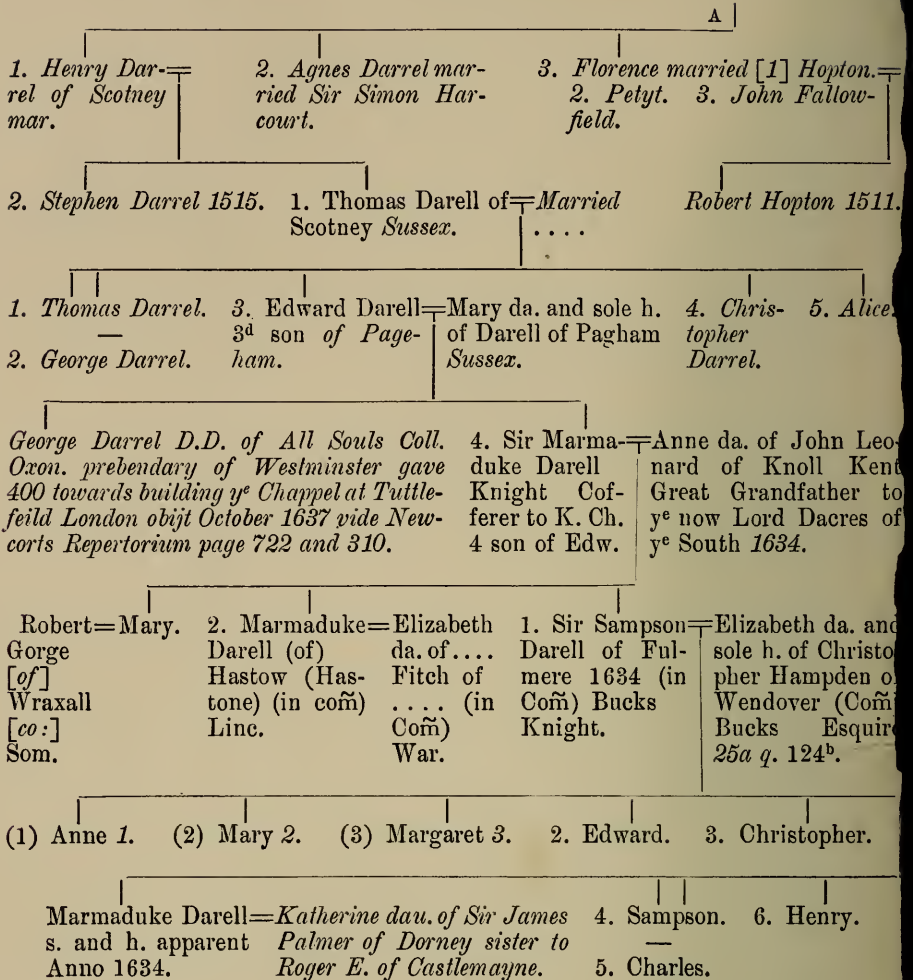 A
1. Henry Dar-
rel of Scotney
mar.
2. Agnes Darrel mar-
ried Sir Simon Har-
court.
3. Florence married [1] Hopton.
2. Petyt. 3. John Fallow-
field.
2. Stephen Darrel 1515.
1. Thomas Darell of
Scotney Sussex.
Married
. . . .
Robert Hopton 1511.
1. Thomas Darrel.
—
2. George Darrel.
3. Edward Darell
3d son of Page-
ham.
Mary da. and sole h.
of Darell of Pagham
Sussex.
4. Chris-
topher
Darrel.
5. Alice.
George Darrel D.D. of All Souls Coll.
Oxon. prebendary of Westminster gave
400 towards building ye Chappel at Tuttle-
feild London obijt October 1637 vide New-
corts Repertorium page 722 and 310.
4. Sir Marma-
duke Darell
Knight Cof-
ferer to K. Ch.
4 son of Edw.
Anne da. of John Leo-
nard of Knoll Kent
Great Grandfather to
ye now Lord Dacres of
ye South 1634.
Robert=Mary.
Gorge
[of]
Wraxall
[co:]
Som.
2. Marmaduke=Elizabeth
Darell (of)
Hastow (Has-
tone) (in com̃)
Linc.
da. of....
Fitch of
.... (in
Com̃)
War.
1. Sir Sampson
Darell of Ful-
mere 1634 (in
Com̃) Bucks
Knight.
Elizabeth da. and
sole h. of Christo
pher Hampden o
Wendover (Com̃
Bucks Esquire
25a q. 124b.
(1) Anne 1. (2) Mary 2. (3) Margaret 3. 2. Edward. 3. Christopher.
Marmaduke Darell=Katherine dau. of Sir James
s. and h. apparent
Anno 1634.
Palmer of Dorney sister to
Roger E. of Castlemayne.
4. Sampson.
—
5. Charles.
6. Henry.